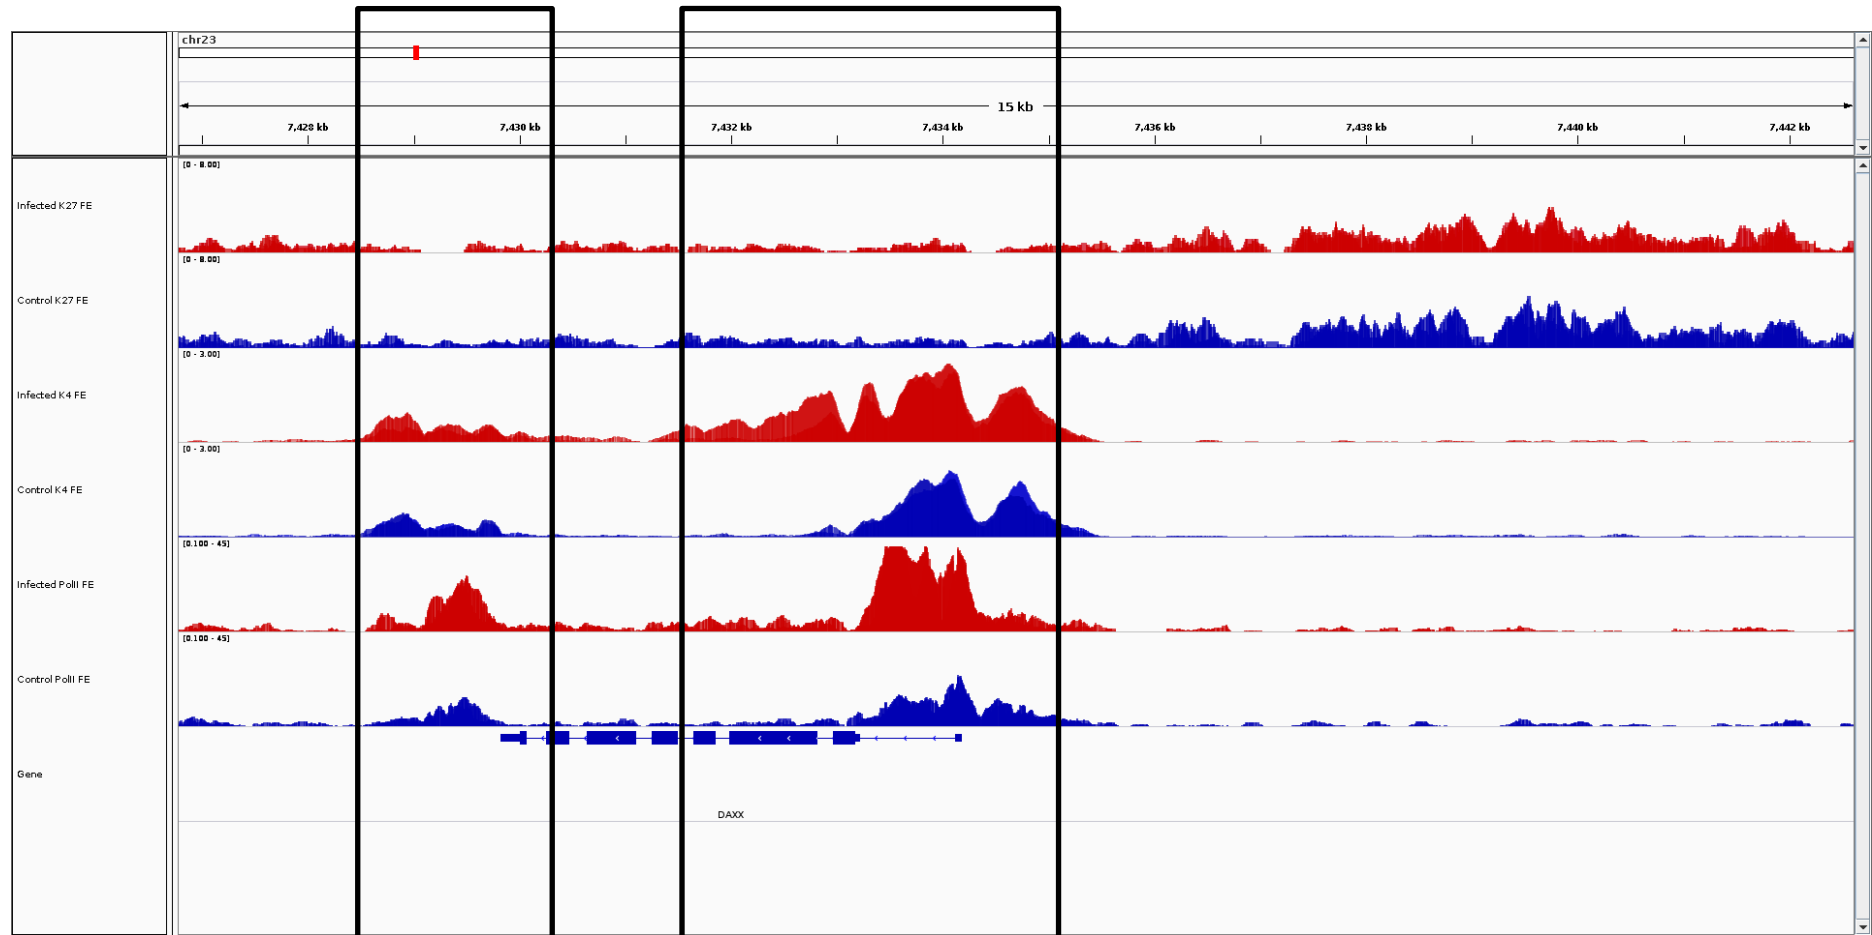 chr23
15 kb
7,428 kb 7,430 kb 7,432 kb 7,434 kb 7,436 kb 7,438 kb 7,440 kb 7,442 kb
[0 - 8.00]
Infected K27 FE
[0 - 8.00]
Control K27 FE
[0 - 3.00]
Infected K4 FE
[0 - 3.00]
Control K4 FE
[0.100 - 45]
Infected PolII FE
[0.100 - 45]
Control PolII FE
Gene
DAXX